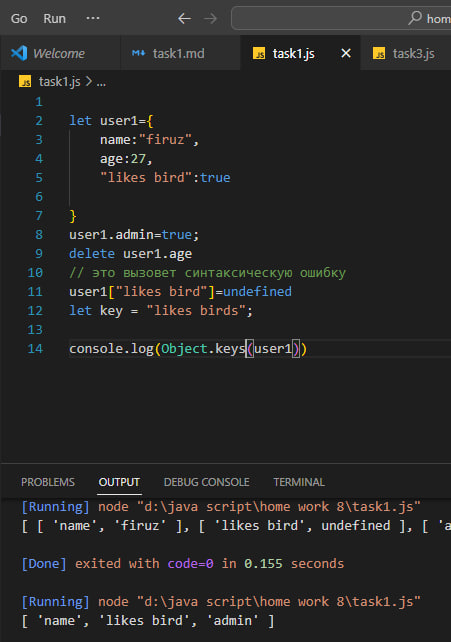 Go Run ... hom
Welcome task1.md task1.js task3.js
JS task1.js > ...
1
2 let user1={
3 name:"firuz",
4 age:27,
5 "likes bird":true
6
7 }
8 user1.admin=true;
9 delete user1.age
10 // это вызовет синтаксическую ошибку
11 user1["likes bird"]=undefined
12 let key = "likes birds";
13
14 console.log(Object.keys(user1))
PROBLEMS OUTPUT DEBUG CONSOLE TERMINAL
[Running] node "d:\java script\home work 8\task1.js"
[ [ 'name', 'firuz' ], [ 'likes bird', undefined ], [ 'a
[Done] exited with code=0 in 0.155 seconds
[Running] node "d:\java script\home work 8\task1.js"
[ 'name', 'likes bird', 'admin' ]